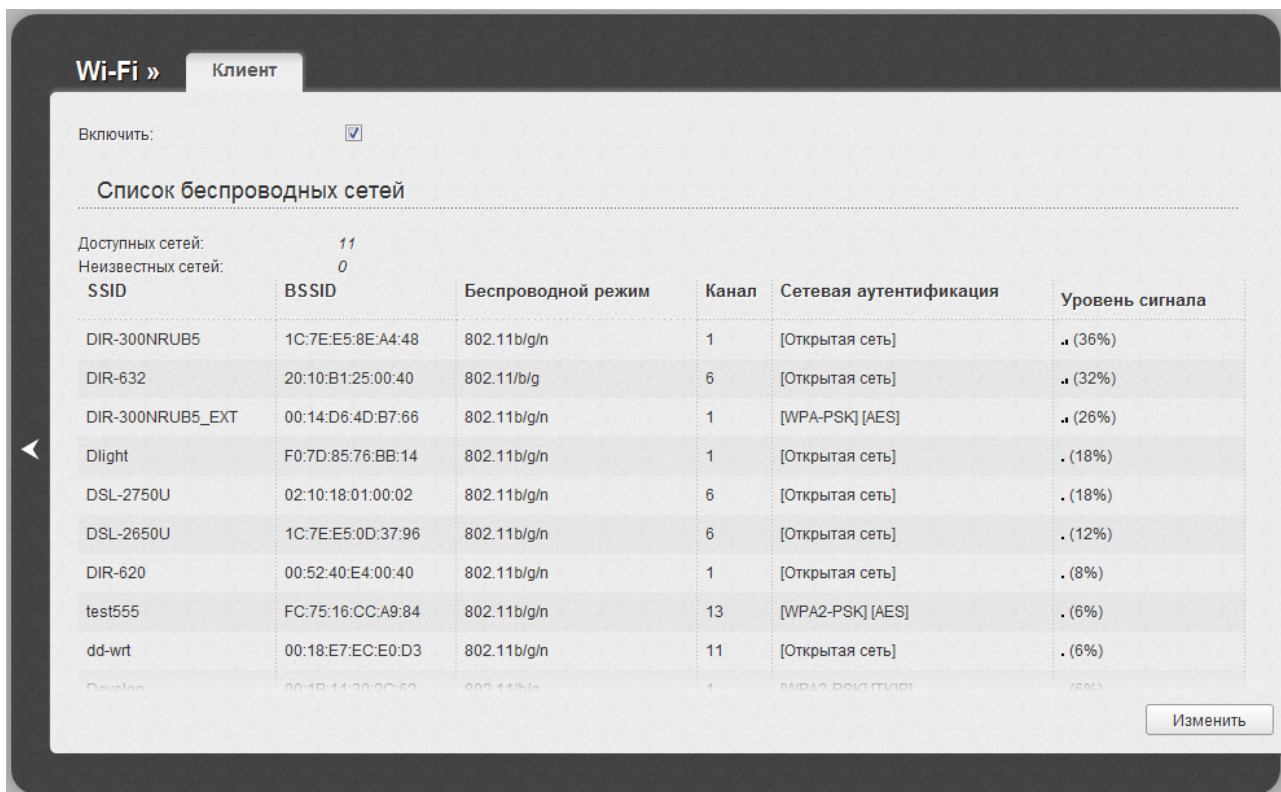 Wi-Fi » Клиент
Включить:
Список беспроводных сетей
Доступных сетей: 11
Неизвестных сетей: 0
SSID BSSID Беспроводной режим Канал Сетевая аутентификация Уровень сигнала
DIR-300NRUB5 1C:7E:E5:8E:A4:48 802.11b/g/n 1 [Открытая сеть] (36%)
DIR-632 20:10:B1:25:00:40 802.11/b/g 6 [Открытая сеть] (32%)
DIR-300NRUB5_EXT 00:14:D6:4D:B7:66 802.11b/g/n 1 [WPA-PSK] [AES] (26%)
Dlight F0:7D:85:76:BB:14 802.11b/g/n 1 [Открытая сеть] (18%)
DSL-2750U 02:10:18:01:00:02 802.11b/g/n 6 [Открытая сеть] (18%)
DSL-2650U 1C:7E:E5:0D:37:96 802.11b/g/n 6 [Открытая сеть] (12%)
DIR-620 00:52:40:E4:00:40 802.11b/g/n 1 [Открытая сеть] (8%)
test555 FC:75:16:CC:A9:84 802.11b/g/n 13 [WPA2-PSK] [AES] (6%)
dd-wrt 00:18:E7:EC:E0:D3 802.11b/g/n 11 [Открытая сеть] (6%)
Develop 1 [WPA2-PSK] [TKIP] (6%)
Изменить